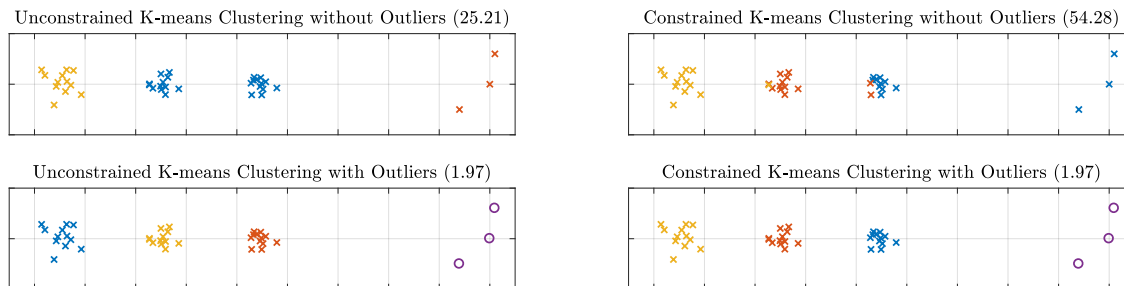 Unconstrained K-means Clustering without Outliers (25.21)
Constrained K-means Clustering without Outliers (54.28)
Unconstrained K-means Clustering with Outliers (1.97)
Constrained K-means Clustering with Outliers (1.97)